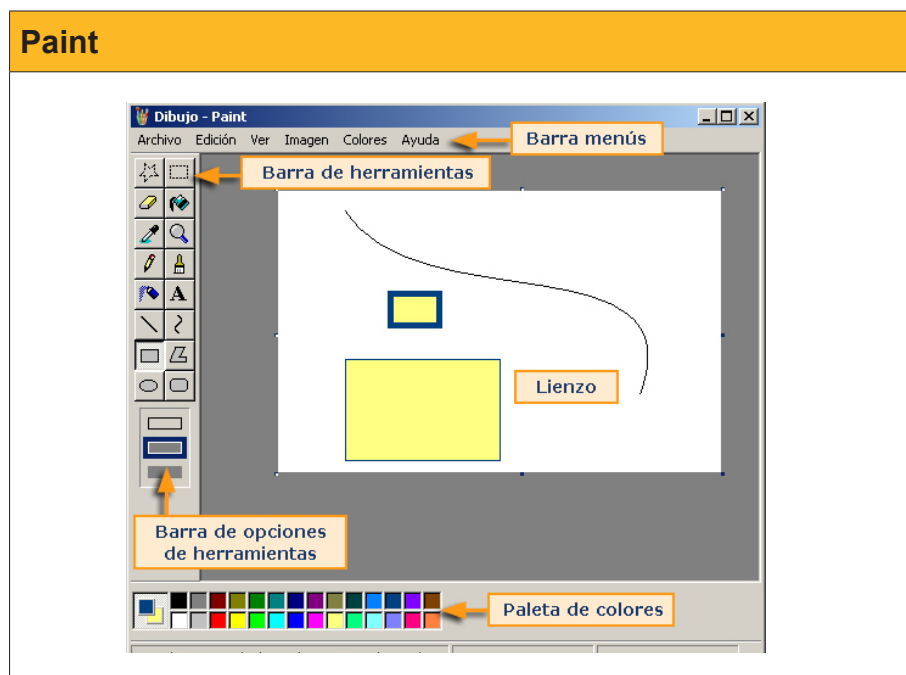 Paint
Dibujo - Paint
Archivo Edición Ver Imagen Colores Ayuda
Barra menús
Barra de herramientas
A
Lienzo
Barra de opciones
de herramientas
Paleta de colores